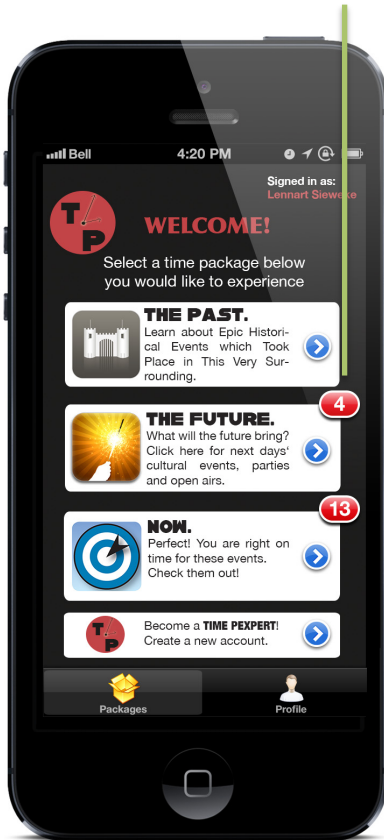 Bell 4:20 PM
Signed in as:
Lennart Sieweke
T
P
WELCOME!
Select a time package below
you would like to experience
THE PAST.
Learn about Epic Histori-
cal Events which Took
Place in This Very Sur-
rounding.
4
THE FUTURE.
What will the future bring?
Click here for next days‘
cultural events, parties
and open airs.
13
NOW.
Perfect! You are right on
time for these events.
Check them out!
T
P
Become a TIME PEXPERT!
Create a new account.
Packages
Profile